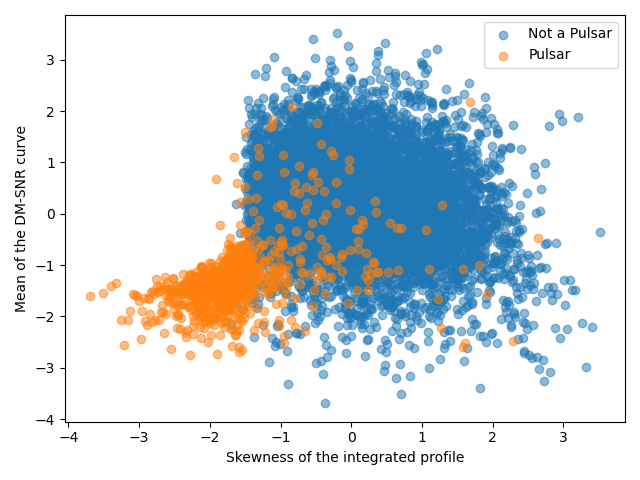 Not a Pulsar
Pulsar
3
2
1
0
−1
−2
−3
−4
Mean of the DM-SNR curve
−4 −3 −2 −1 0 1 2 3
Skewness of the integrated profile